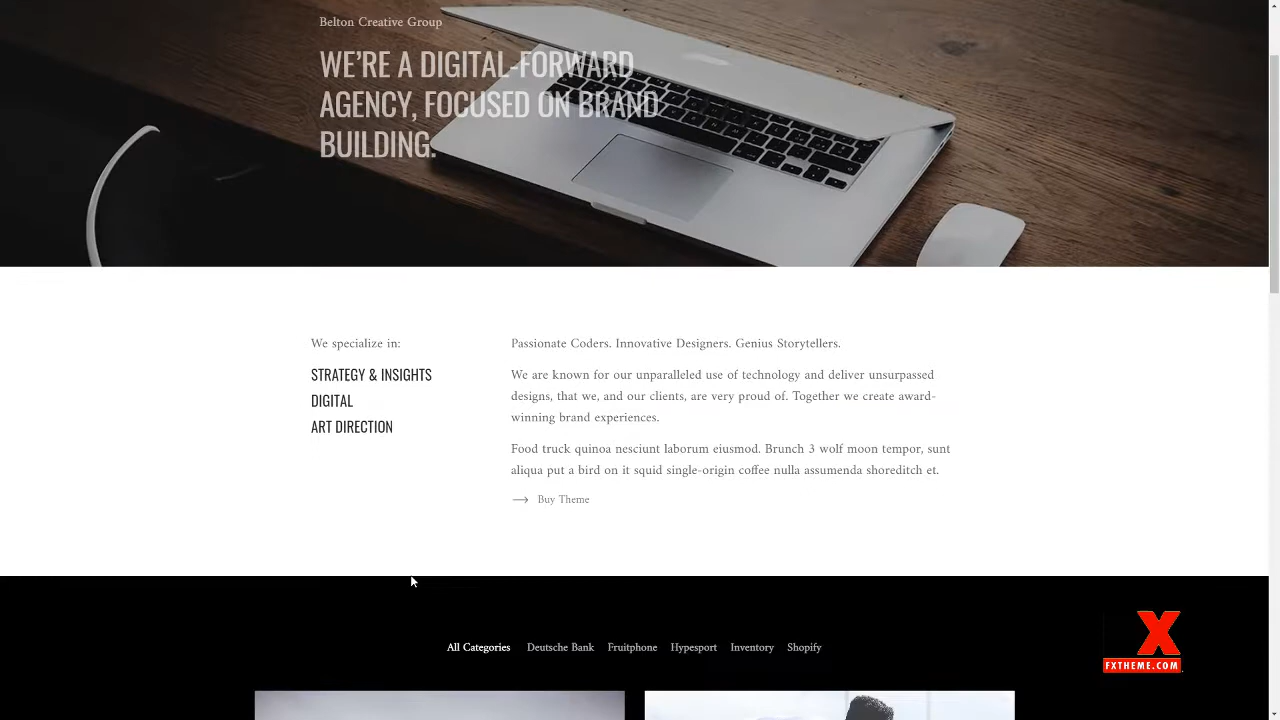 Belton Creative Group
WE'RE A DIGITAL-FORWARD
AGENCY, FOCUSED ON BRAND
BUILDING.
We specialize in:
STRATEGY & INSIGHTS
DIGITAL
ART DIRECTION
Passionate Coders. Innovative Designers. Genius Storytellers.
We are known for our unparalleled use of technology and deliver unsurpassed
designs, that we, and our clients, are very proud of. Together we create award-
winning brand experiences.
Food truck quinoa nesciunt laborum eiusmod. Brunch 3 wolf moon tempor, sunt
aliqua put a bird on it squid single-origin coffee nulla assumenda shoreditch et.
Buy Theme
All Categories Deutsche Bank Fruitphone Hypesport Inventory Shopify
X
FXTHEME.COM